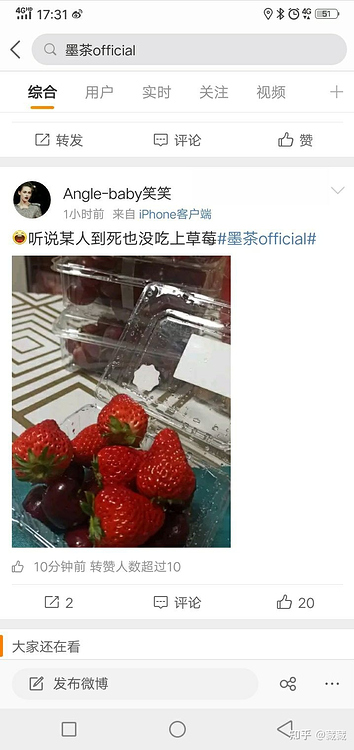 4GHD 17:31 4G 51
墨茶official
综合 用户 实时 关注 视频
转发 评论 赞
Angle-baby笑笑
1小时前 来自 iPhone客户端
听说某人到死也没吃上草莓#墨茶official#
10分钟前 转赞人数超过10
2 评论 20
大家还在看
发布微博
知乎 @藏藏